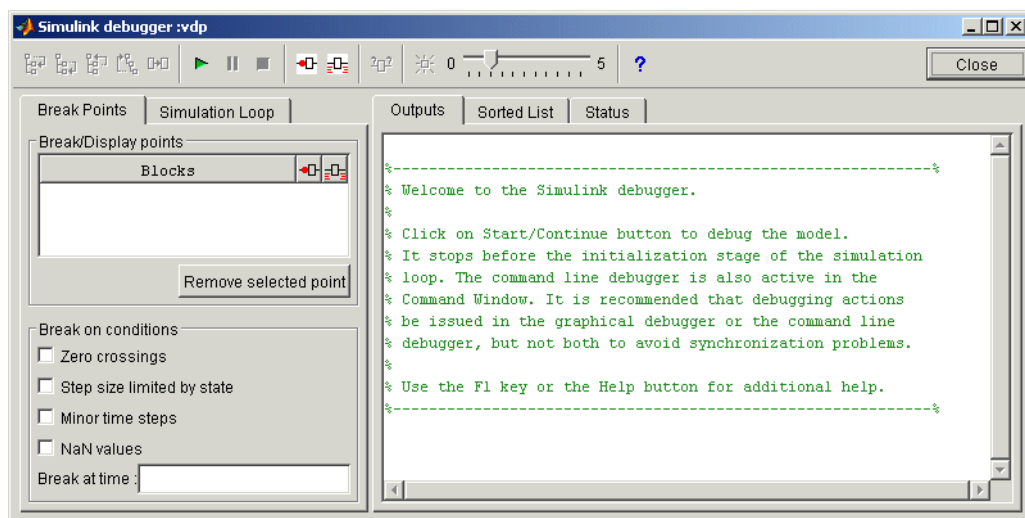 Simulink debugger :vdp
0 5 ? Close
Break Points Simulation Loop
Break/Display points
Blocks
Remove selected point
Break on conditions
Zero crossings
Step size limited by state
Minor time steps
NaN values
Break at time :
Outputs Sorted List Status
%------------------------------------------------------------%
% Welcome to the Simulink debugger.
%
% Click on Start/Continue button to debug the model.
% It stops before the initialization stage of the simulation
% loop. The command line debugger is also active in the
% Command Window. It is recommended that debugging actions
% be issued in the graphical debugger or the command line
% debugger, but not both to avoid synchronization problems.
%
% Use the F1 key or the Help button for additional help.
%------------------------------------------------------------%